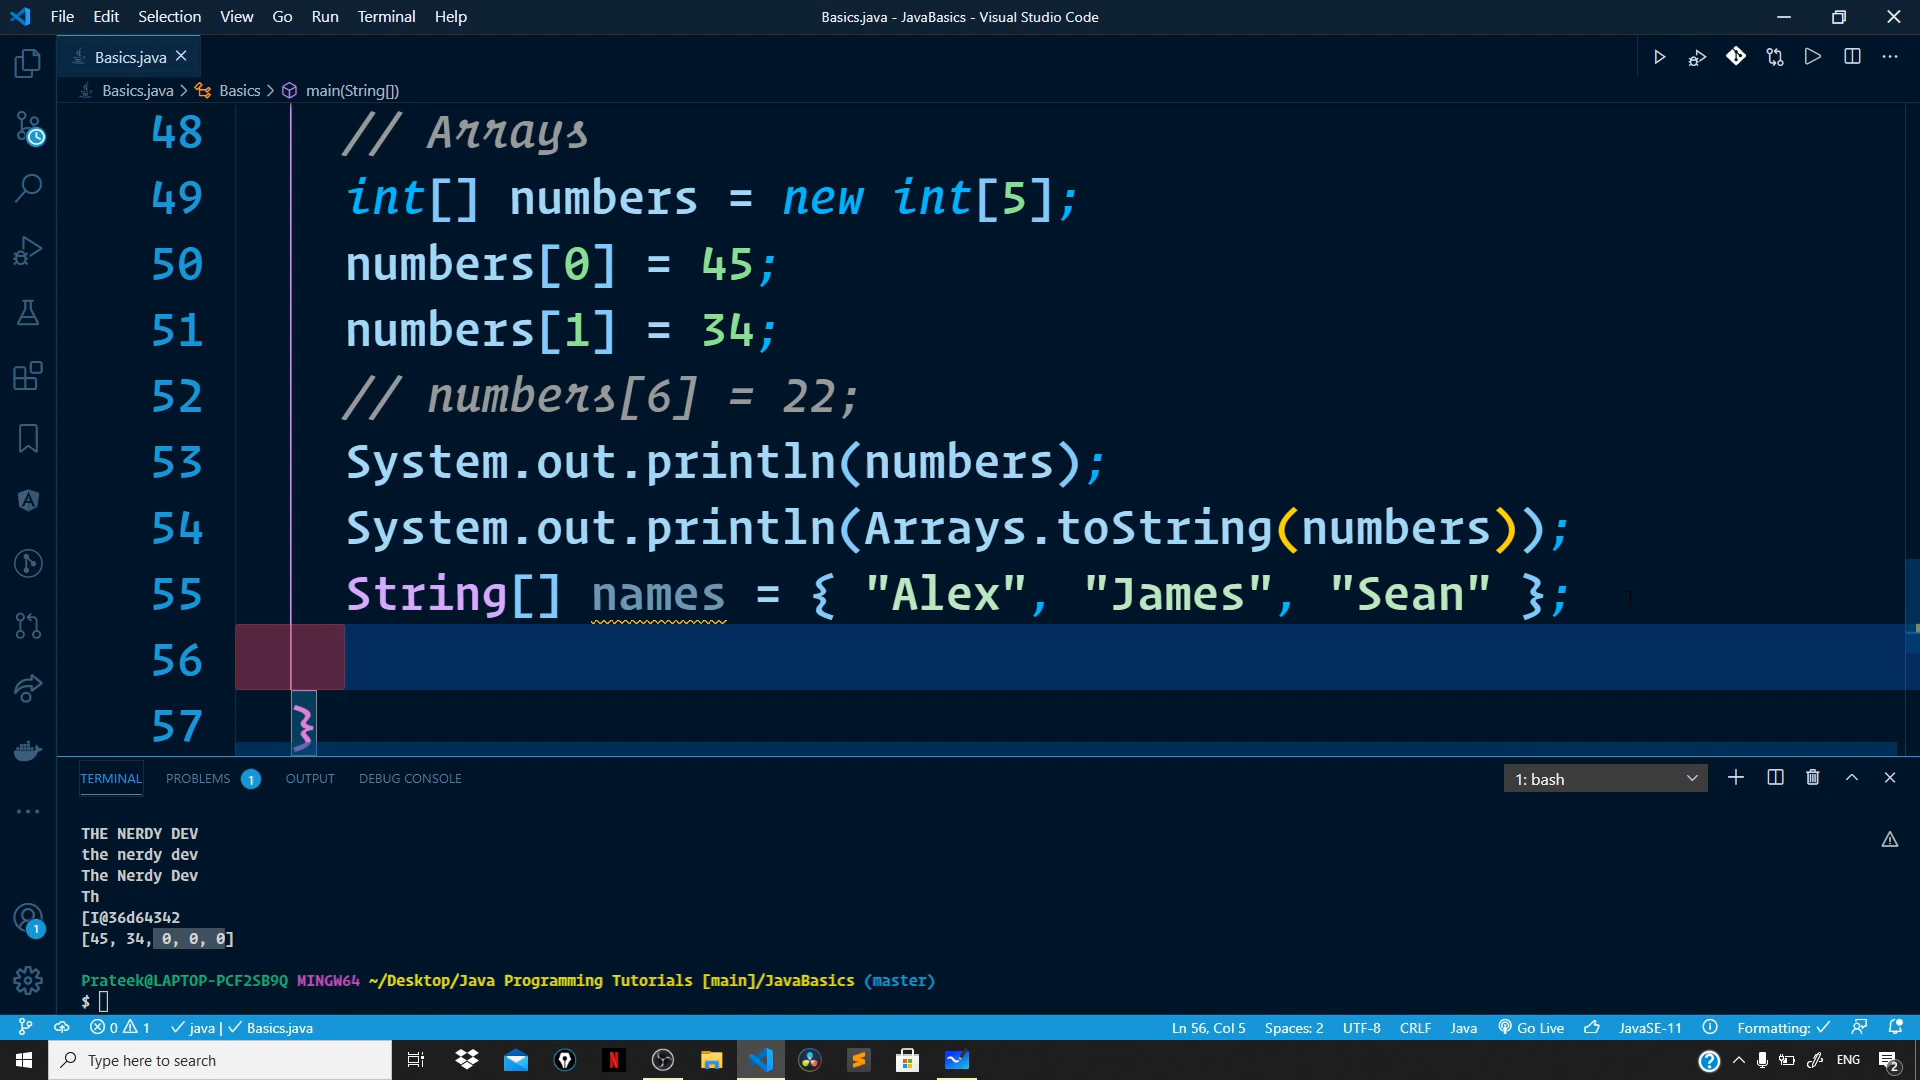 File Edit Selection View Go Run Terminal Help
Basics.java - JavaBasics - Visual Studio Code
Basics.java
Basics.java > Basics > main(String[])
48 // Arrays
49 int[] numbers = new int[5];
50 numbers[0] = 45;
51 numbers[1] = 34;
52 // numbers[6] = 22;
53 System.out.println(numbers);
54 System.out.println(Arrays.toString(numbers));
55 String[] names = { "Alex", "James", "Sean" };
56
57 }
TERMINAL PROBLEMS 1 OUTPUT DEBUG CONSOLE
1: bash
THE NERDY DEV
the nerdy dev
The Nerdy Dev
Th
[I@36d64342
[45, 34, 0, 0, 0]
Prateek@LAPTOP-PCF2SB9Q MINGW64 ~/Desktop/Java Programming Tutorials [main]/JavaBasics (master)
$
1
0 1 java | Basics.java
Ln 56, Col 5 Spaces: 2 UTF-8 CRLF Java Go Live JavaSE-11 Formatting:
Type here to search
N
ENG
2